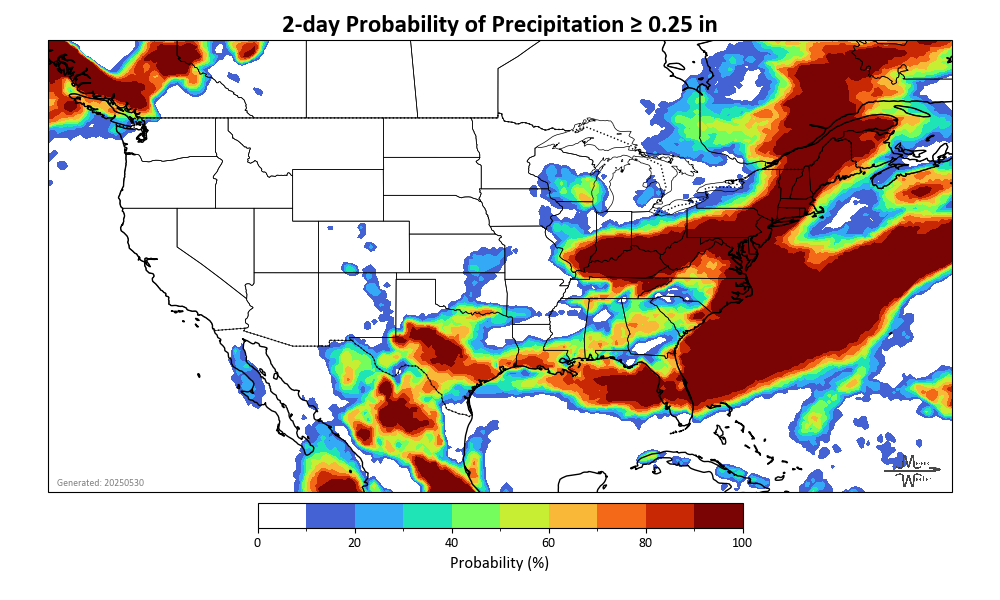 2-day Probability of Precipitation ≥ 0.25 in
Generated: 20250530
0 20 40 60 80 100
Probability (%)